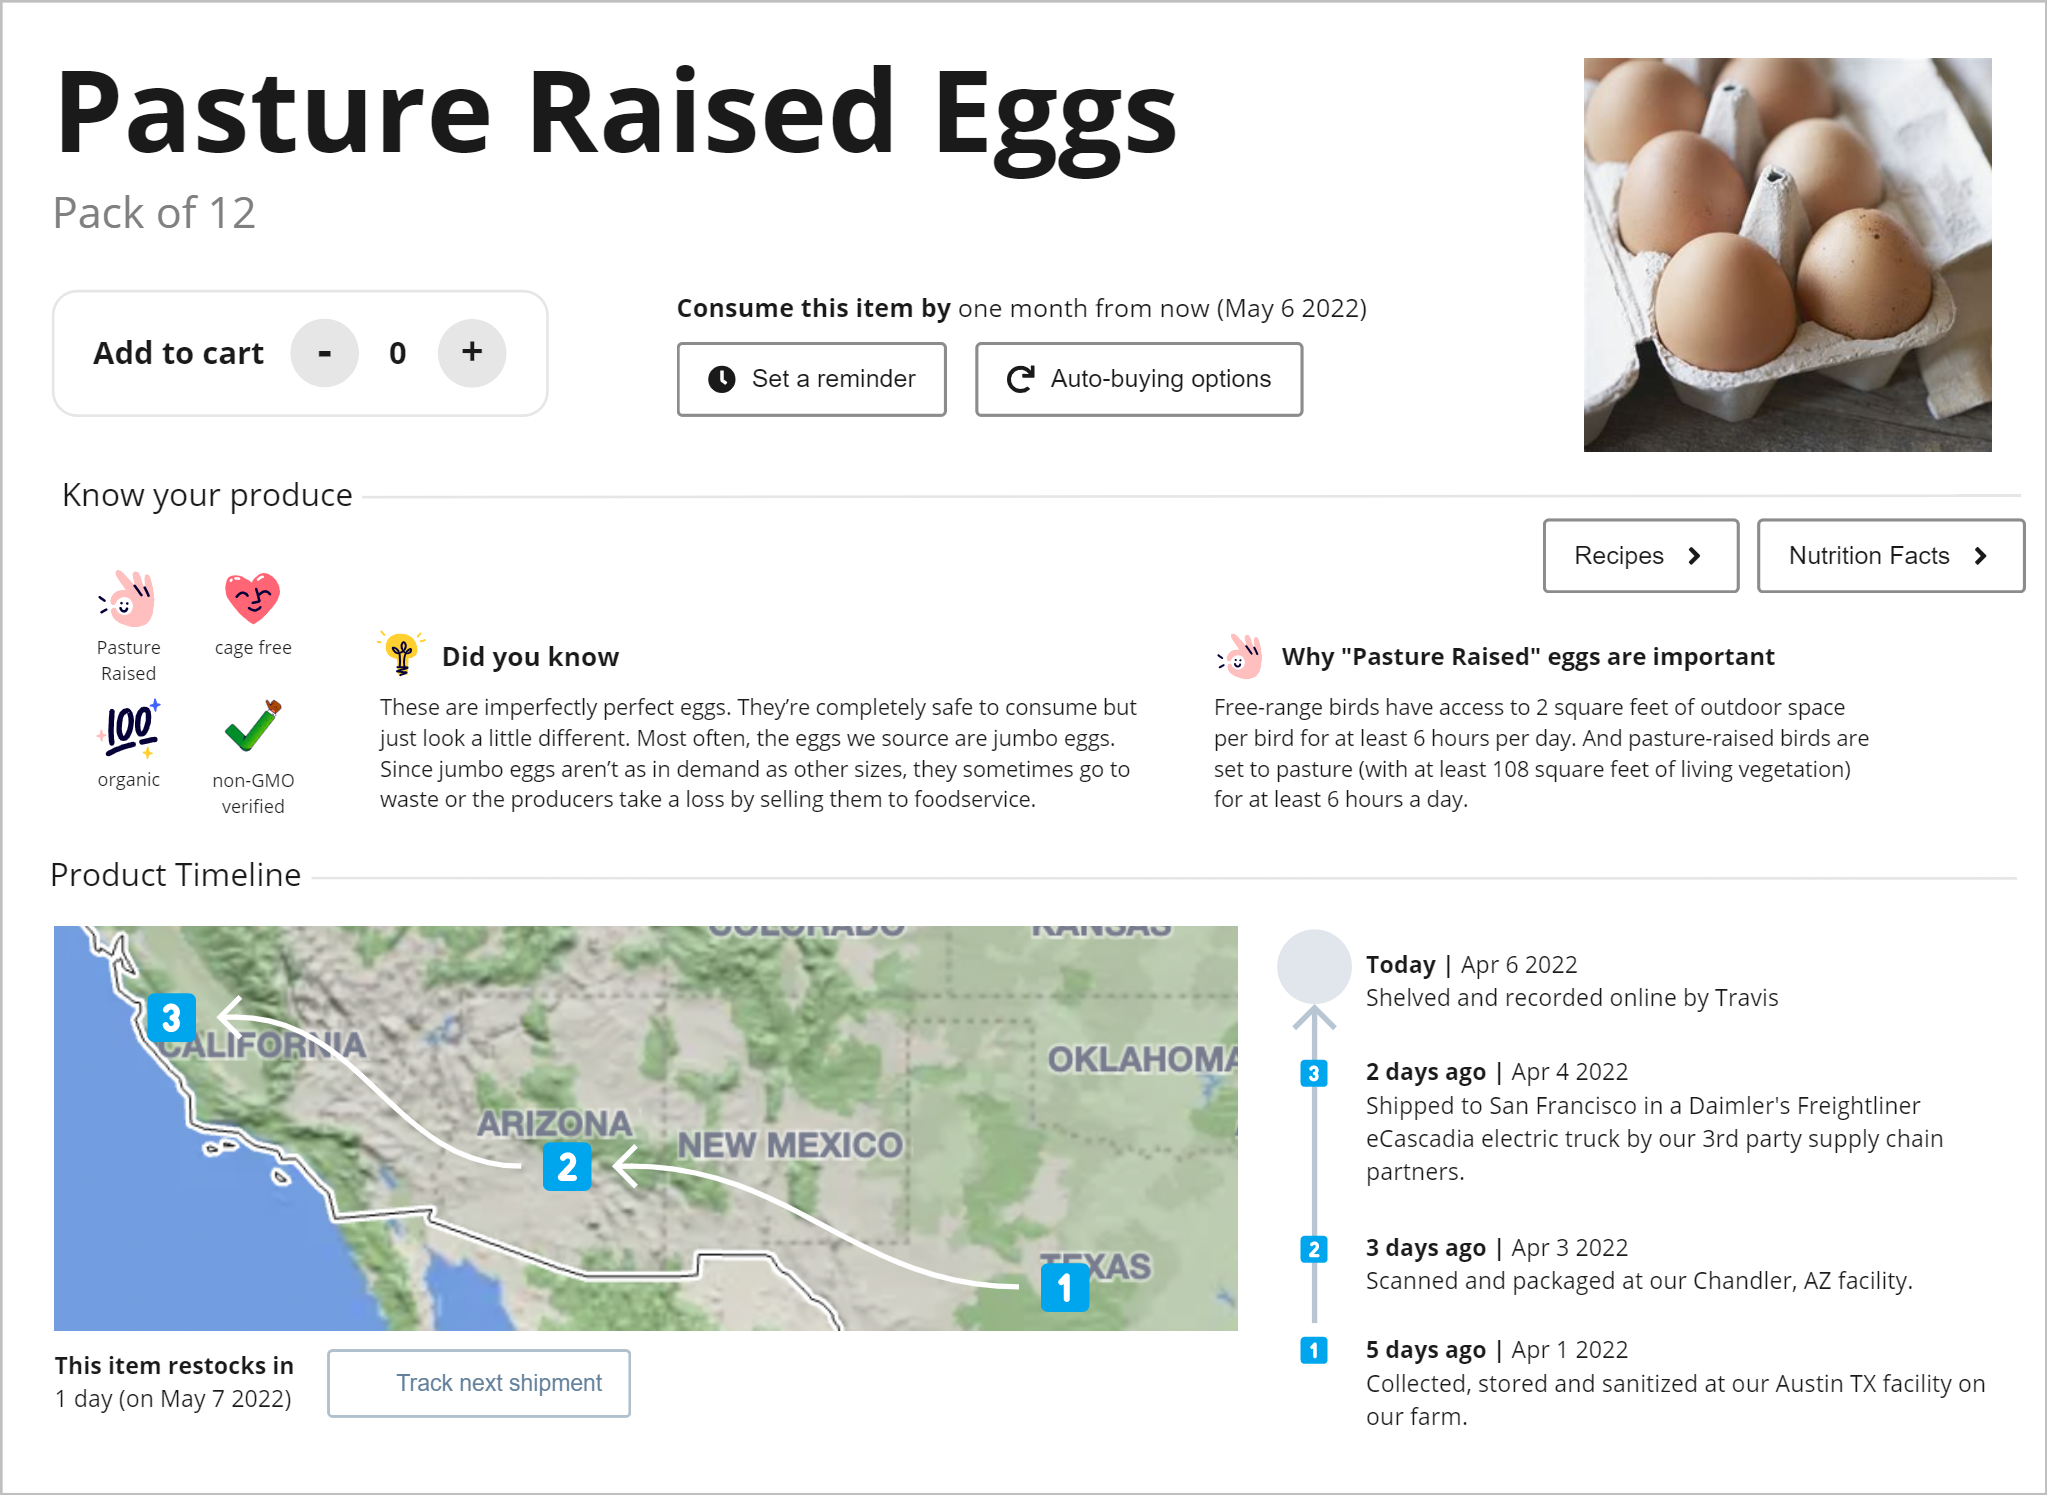 Pasture Raised Eggs
Pack of 12
Add to cart - 0 +
Consume this item by one month from now (May 6 2022)
Set a reminder
Auto-buying options
Know your produce
Recipes
Nutrition Facts
Pasture
Raised
cage free
100
organic
non-GMO
verified
Did you know
These are imperfectly perfect eggs. They’re completely safe to consume but
just look a little different. Most often, the eggs we source are jumbo eggs.
Since jumbo eggs aren’t as in demand as other sizes, they sometimes go to
waste or the producers take a loss by selling them to foodservice.
Why "Pasture Raised" eggs are important
Free-range birds have access to 2 square feet of outdoor space
per bird for at least 6 hours per day. And pasture-raised birds are
set to pasture (with at least 108 square feet of living vegetation)
for at least 6 hours a day.
Product Timeline
COLORADO
KANSAS
3
CALIFORNIA
OKLAHOMA
ARIZONA
NEW MEXICO
2
TEXAS
1
This item restocks in
1 day (on May 7 2022)
Track next shipment
Today | Apr 6 2022
Shelved and recorded online by Travis
3
2 days ago | Apr 4 2022
Shipped to San Francisco in a Daimler's Freightliner
eCascadia electric truck by our 3rd party supply chain
partners.
2
3 days ago | Apr 3 2022
Scanned and packaged at our Chandler, AZ facility.
1
5 days ago | Apr 1 2022
Collected, stored and sanitized at our Austin TX facility on
our farm.